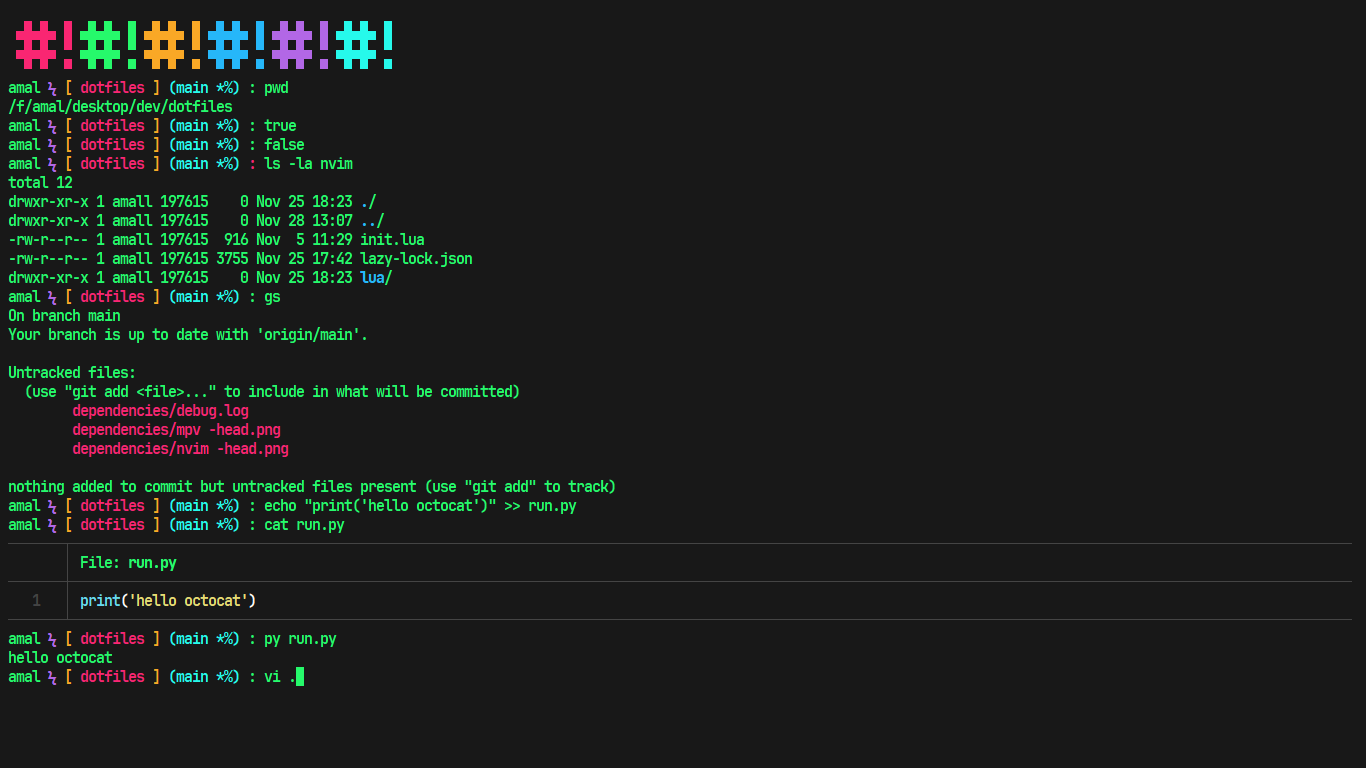 #!#!#!#!#!#!
amal ϟ [ dotfiles ] (main *%) : pwd
/f/amal/desktop/dev/dotfiles
amal ϟ [ dotfiles ] (main *%) : true
amal ϟ [ dotfiles ] (main *%) : false
amal ϟ [ dotfiles ] (main *%) : ls -la nvim
total 12
drwxr-xr-x 1 amall 197615    0 Nov 25 18:23 ./
drwxr-xr-x 1 amall 197615    0 Nov 28 13:07 ../
-rw-r--r-- 1 amall 197615  916 Nov  5 11:29 init.lua
-rw-r--r-- 1 amall 197615 3755 Nov 25 17:42 lazy-lock.json
drwxr-xr-x 1 amall 197615    0 Nov 25 18:23 lua/
amal ϟ [ dotfiles ] (main *%) : gs
On branch main
Your branch is up to date with 'origin/main'.
Untracked files:
  (use "git add <file>..." to include in what will be committed)
        dependencies/debug.log
        dependencies/mpv -head.png
        dependencies/nvim -head.png
nothing added to commit but untracked files present (use "git add" to track)
amal ϟ [ dotfiles ] (main *%) : echo "print('hello octocat')" >> run.py
amal ϟ [ dotfiles ] (main *%) : cat run.py
File: run.py
1 print('hello octocat')
amal ϟ [ dotfiles ] (main *%) : py run.py
hello octocat
amal ϟ [ dotfiles ] (main *%) : vi .